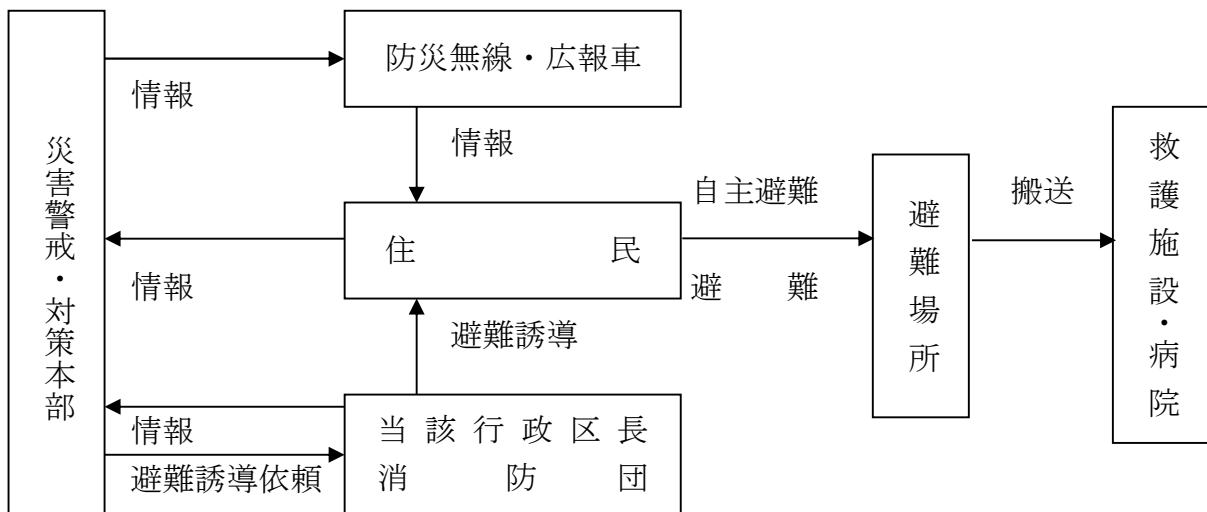 防災無線・広報車
情報
情報
災害警戒・対策本部
住民
情報
自主避難
避難
避難場所
搬送
救護施設・病院
避難誘導
当該行政区長
消防団
情報
避難誘導依頼